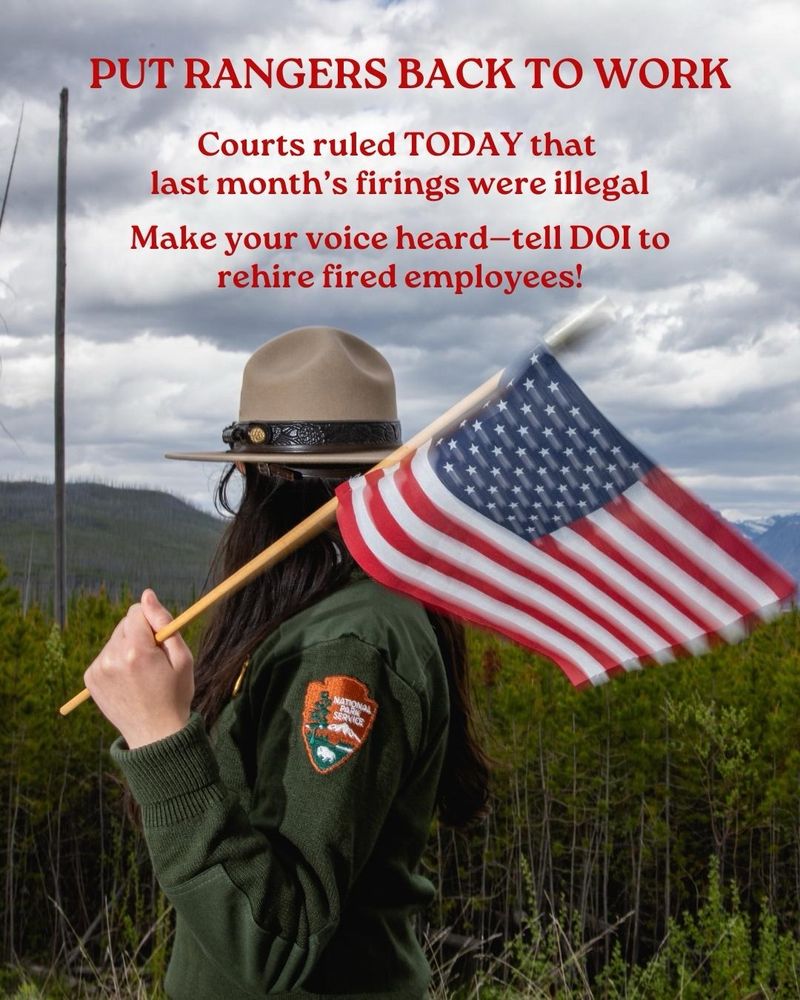 PUT RANGERS BACK TO WORK
Courts ruled TODAY that
last month's firings were illegal
Make your voice heard—tell DOI to
rehire fired employees!
NATIONAL
PARK
SERVICE